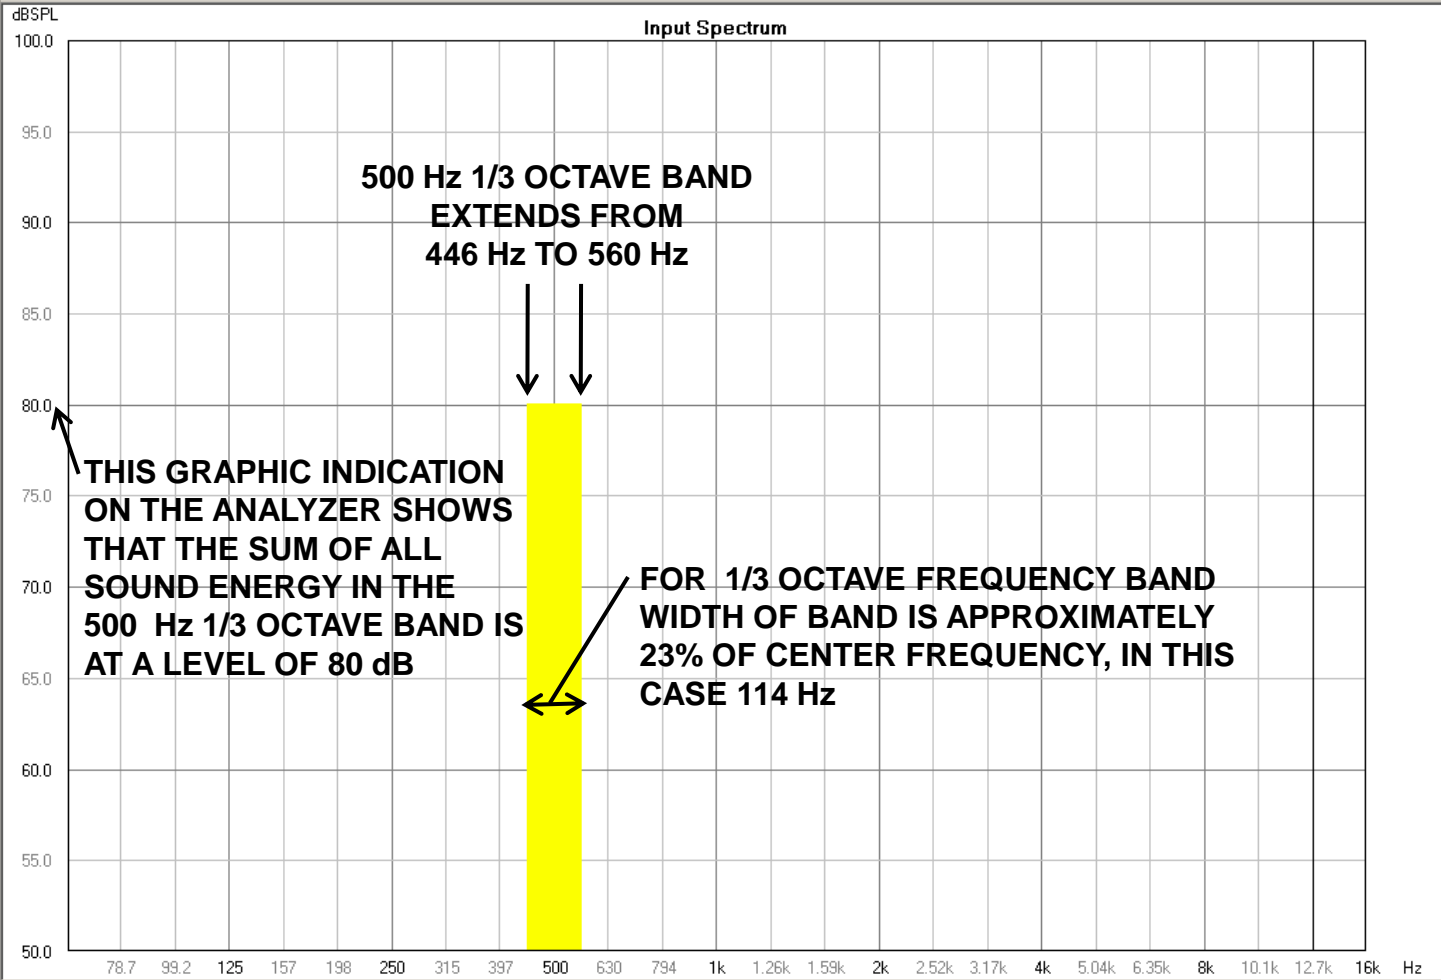 dBSPL
Input Spectrum
100.0
95.0
90.0
85.0
80.0
75.0
70.0
65.0
60.0
55.0
50.0
500 Hz 1/3 OCTAVE BAND
EXTENDS FROM
446 Hz TO 560 Hz
THIS GRAPHIC INDICATION
ON THE ANALYZER SHOWS
THAT THE SUM OF ALL
SOUND ENERGY IN THE
500 Hz 1/3 OCTAVE BAND IS
AT A LEVEL OF 80 dB
FOR 1/3 OCTAVE FREQUENCY BAND
WIDTH OF BAND IS APPROXIMATELY
23% OF CENTER FREQUENCY, IN THIS
CASE 114 Hz
78.7 99.2 125 157 198 250 315 397 500 630 794 1k 1.26k 1.59k 2k 2.52k 3.17k 4k 5.04k 6.35k 8k 10.1k 12.7k 16k Hz